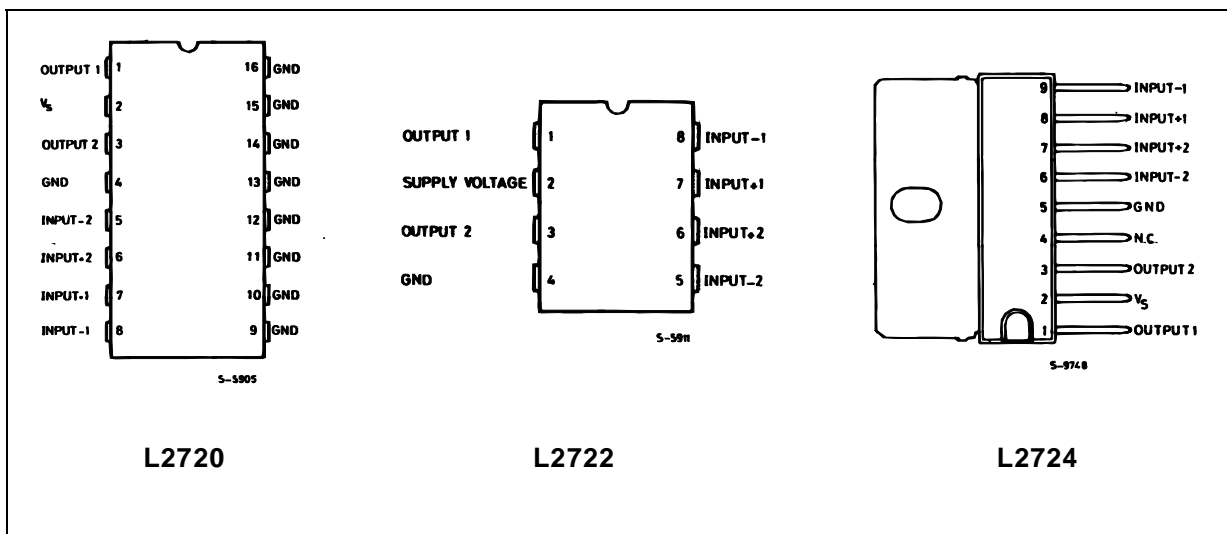 OUTPUT 1 1 16 GND
VS 2 15 GND
OUTPUT 2 3 14 GND
GND 4 13 GND
INPUT-2 5 12 GND
INPUT+2 6 11 GND
INPUT+1 7 10 GND
INPUT-1 8 9 GND
S-5905
L2720
OUTPUT 1 1 8 INPUT-1
SUPPLY VOLTAGE 2 7 INPUT+1
OUTPUT 2 3 6 INPUT+2
GND 4 5 INPUT-2
S-5911
L2722
9 INPUT-1
8 INPUT+1
7 INPUT+2
6 INPUT-2
5 GND
4 N.C.
3 OUTPUT 2
2 VS
1 OUTPUT 1
S-9748
L2724